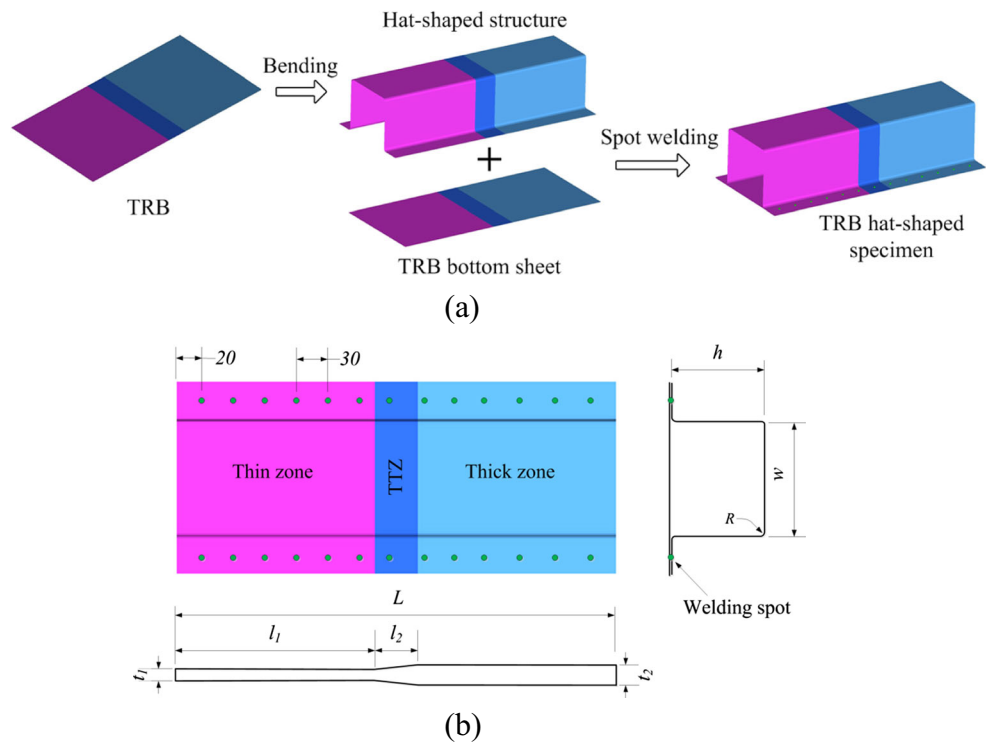 Hat-shaped structure
Bending
Spot welding
TRB
TRB bottom sheet
TRB hat-shaped
specimen
(a)
20
30
h
Thin zone
TTZ
Thick zone
w
R
Welding spot
L
l1
l2
t1
t2
(b)